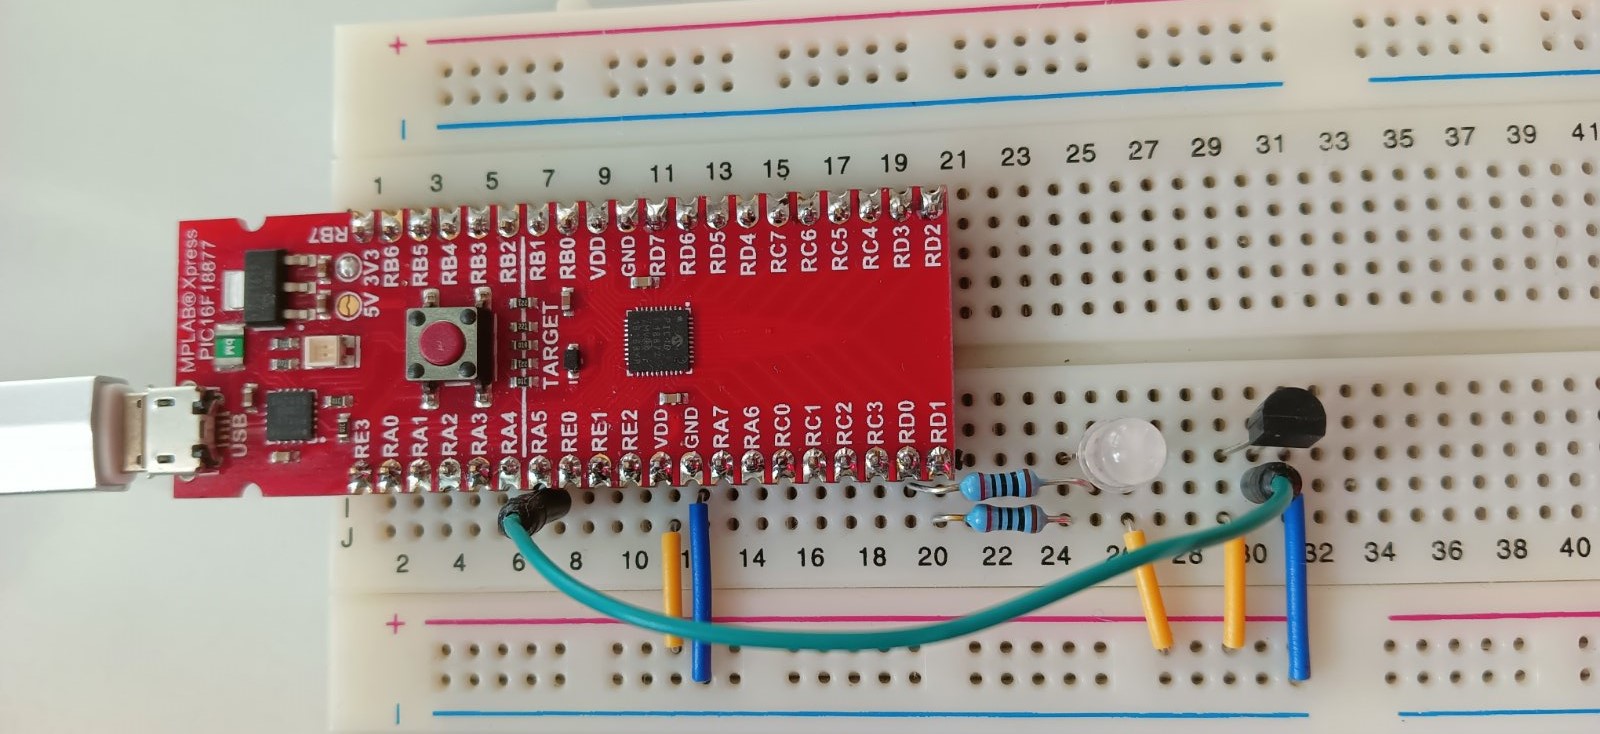 +
1 3 5 7 9 11 13 15 17 19 21 23 25 27 29 31 33 35 37 39 41
MPLAB® Xpress
PIC16F18877
RB7 RB6 RB5 RB4 RB3 RB2 RB1 RB0 VDD GND RD7 RD6 RD5 RD4 RC7 RC6 RC5 RC4 RD3 RD2
5V 3V3
TARGET
USB
RE3 RA0 RA1 RA2 RA3 RA4 RA5 RE0 RE1 RE2 VDD GND RA7 RA6 RC0 RC1 RC2 RC3 RD0 RD1
I
J
2 4 6 8 10 14 16 18 20 22 24 26 28 30 32 34 36 38 40
+